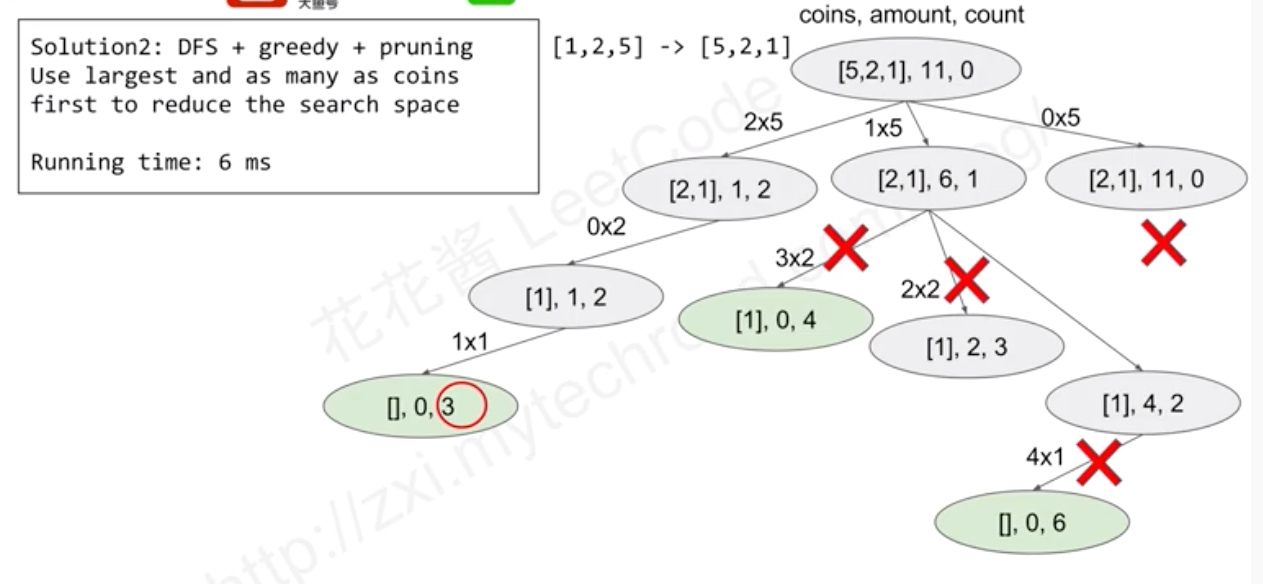 大鱼号
coins, amount, count
Solution2: DFS + greedy + pruning
Use largest and as many as coins
first to reduce the search space
Running time: 6 ms
[1,2,5] -> [5,2,1]
[5,2,1], 11, 0
2x5
1x5
0x5
[2,1], 1, 2
[2,1], 6, 1
[2,1], 11, 0
0x2
3x2
2x2
[1], 1, 2
[1], 0, 4
[1], 2, 3
1x1
[], 0, 3
[1], 4, 2
4x1
[], 0, 6
花花酱 LeetCode
http://zxi.mytechroad.com/blog/